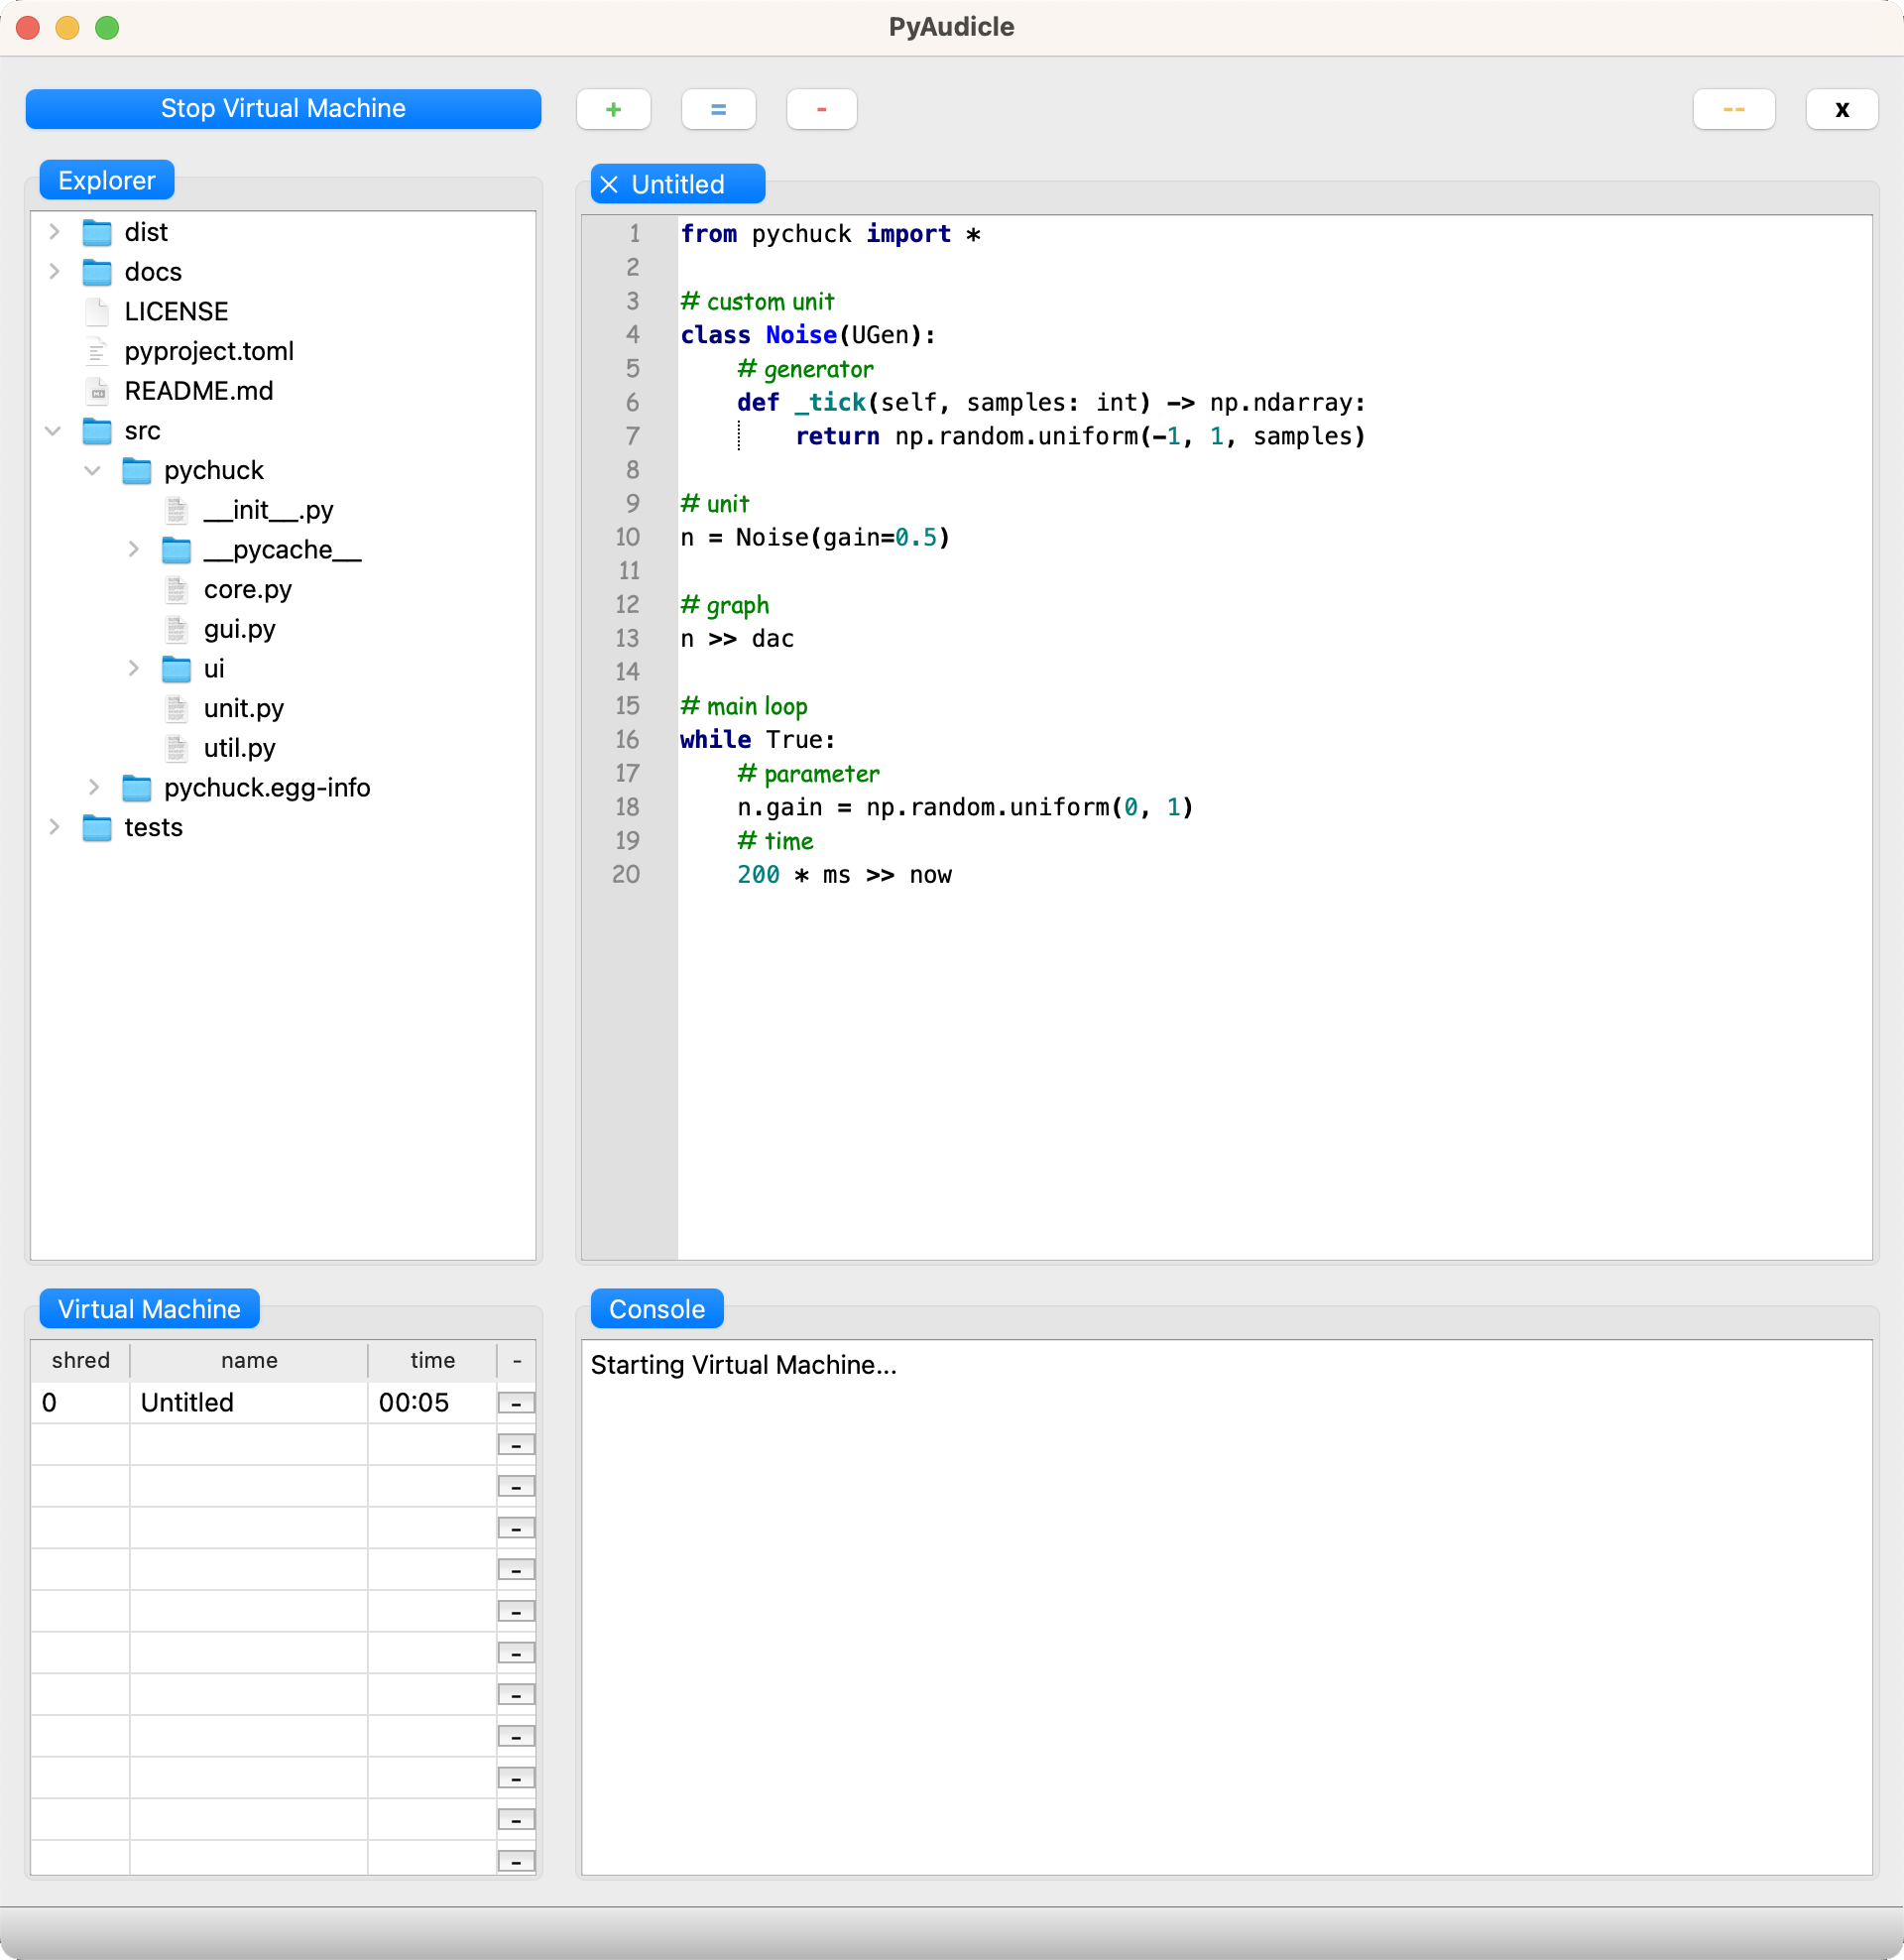 PyAudicle
Stop Virtual Machine
+ = - -- x
Explorer
dist
docs
LICENSE
pyproject.toml
README.md
src
pychuck
__init__.py
__pycache__
core.py
gui.py
ui
unit.py
util.py
pychuck.egg-info
tests
× Untitled
1 from pychuck import *
2
3 # custom unit
4 class Noise(UGen):
5     # generator
6     def _tick(self, samples: int) -> np.ndarray:
7         return np.random.uniform(-1, 1, samples)
8
9 # unit
10 n = Noise(gain=0.5)
11
12 # graph
13 n >> dac
14
15 # main loop
16 while True:
17     # parameter
18     n.gain = np.random.uniform(0, 1)
19     # time
20     200 * ms >> now
Virtual Machine
shred name time -
0 Untitled 00:05 -
-
-
-
-
-
-
-
-
-
-
-
Console
Starting Virtual Machine...